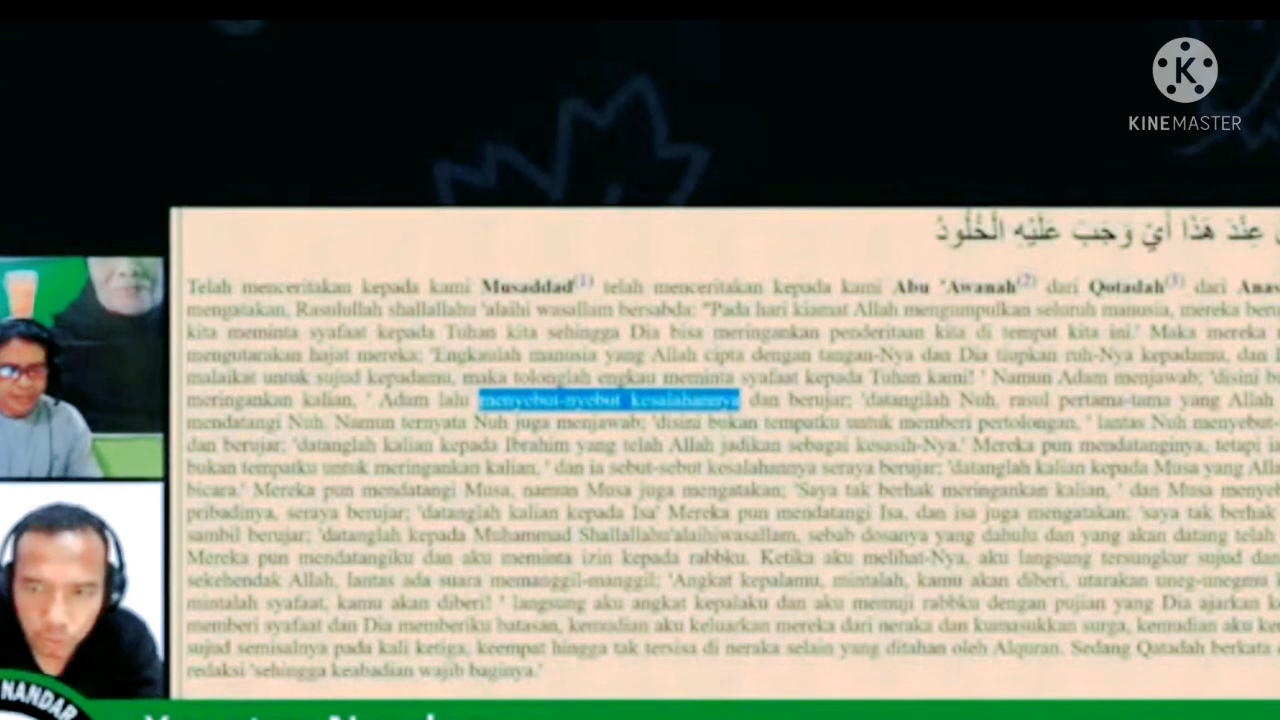 KINEMASTER
عِنْدَ هَذَا أَيْ وَجَبَ عَلَيْهِ الْخُلُودُ
Telah menceritakan kepada kami Musaddad(1) telah menceritakan kepada kami Abu 'Awanah(2) dari Qotadah(3) dari Anas
mengatakan, Rasulullah shallallahu 'alaihi wasallam bersabda: "Pada hari kiamat Allah mengumpulkan seluruh manusia, mereka
kita meminta syafaat kepada Tuhan kita sehingga Dia bisa meringankan penderitaan kita di tempat kita ini.' Maka mereka
mengutarakan hajat mereka; 'Engkaulah manusia yang Allah cipta dengan tangan-Nya dan Dia tiupkan ruh-Nya kepadamu, dan
malaikat untuk sujud kepadamu, maka tolonglah engkau meminta syafaat kepada Tuhan kami! ' Namun Adam menjawab; 'disini
meringankan kalian, ' Adam lalu menyebut-nyebut kesalahannya dan berujar; 'datangilah Nuh, rasul pertama-tama yang Allah
mendatangi Nuh. Namun ternyata Nuh juga menjawab; 'disini bukan tempatku untuk memberi pertolongan, ' lantas Nuh
dan berujar; 'datanglah kalian kepada Ibrahim yang telah Allah jadikan sebagai kesasih-Nya.' Mereka pun mendatanginya, tetapi
bukan tempatku untuk meringankan kalian, ' dan ia sebut-sebut kesalahannya seraya berujar; 'datanglah kalian kepada Musa yang
bicara.' Mereka pun mendatangi Musa, namun Musa juga mengatakan; 'Saya tak berhak meringankan kalian, ' dan Musa
pribadinya, seraya berujar; 'datanglah kalian kepada Isa' Mereka pun mendatangi Isa, dan isa juga mengatakan; 'saya tak berhak
sambil berujar; 'datanglah kepada Muhammad Shallallahu'alaihiwasallam, sebab dosanya yang dahulu dan yang akan datang telah
Mereka pun mendatangiku dan aku meminta izin kepada rabbku. Ketika aku melihat-Nya, aku langsung tersungkur sujud
sekehendak Allah, lantas ada suara memanggil-manggil; 'Angkat kepalamu, mintalah, kamu akan diberi, utarakan uneg-unegmu
mintalah syafaat, kamu akan diberi! ' langsung aku angkat kepalaku dan aku memuji rabbku dengan pujian yang Dia ajarkan
memberi syafaat dan Dia memberiku batasan, kemudian aku keluarkan mereka dari neraka dan kumasukkan surga, kemudian aku
sujud semisalnya pada kali ketiga, keempat hingga tak tersisa di neraka selain yang ditahan oleh Alquran. Sedang Qatadah berkata
redaksi 'sehingga keabadian wajib baginya.'
NANDAR